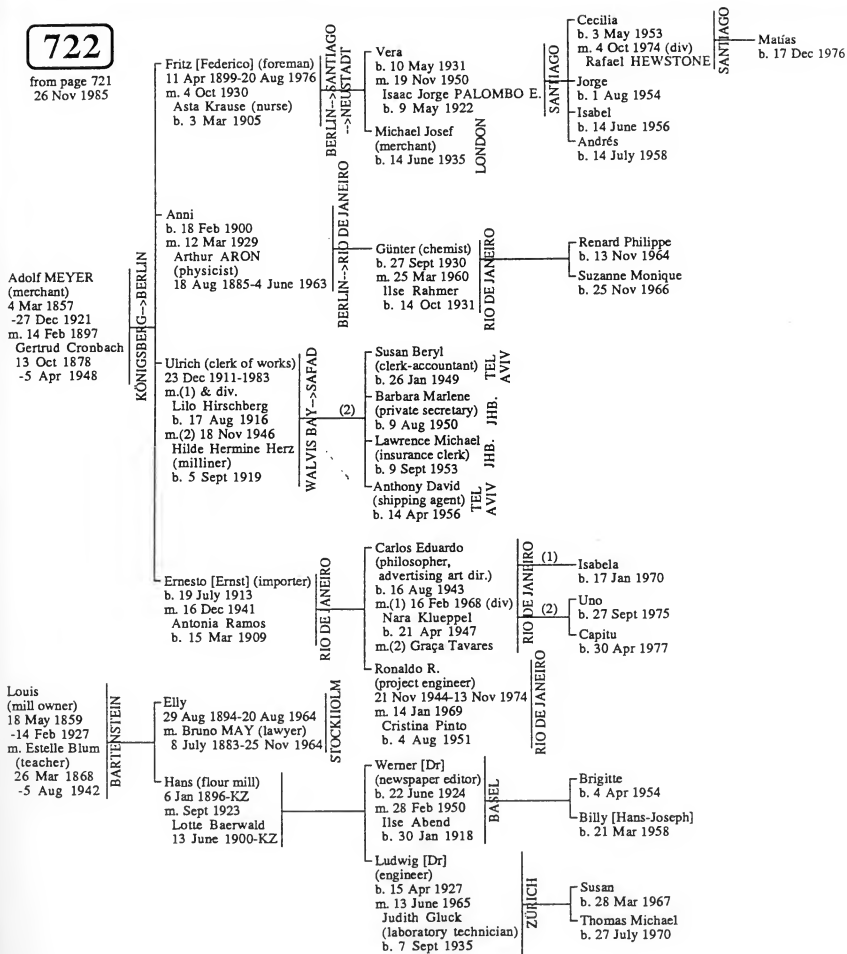 722
from page 721
26 Nov 1985
Adolf MEYER
(merchant)
4 Mar 1857
-27 Dec 1921
m. 14 Feb 1897
Gertrud Cronbach
13 Oct 1878
-5 Apr 1948
KÖNIGSBERG-->BERLIN
Fritz [Federico] (foreman)
11 Apr 1899-20 Aug 1976
m. 4 Oct 1930
Asta Krause (nurse)
b. 3 Mar 1905
BERLIN-->SANTIAGO
-->NEUSTADT
Vera
b. 10 May 1931
m. 19 Nov 1950
Isaac Jorge PALOMBO E.
b. 9 May 1922
SANTIAGO
Cecilia
b. 3 May 1953
m. 4 Oct 1974 (div)
Rafael HEWSTONE
SANTIAGO
Matías
b. 17 Dec 1976
Jorge
b. 1 Aug 1954
Isabel
b. 14 June 1956
Andrés
b. 14 July 1958
Michael Josef
(merchant)
b. 14 June 1935
LONDON
Anni
b. 18 Feb 1900
m. 12 Mar 1929
Arthur ARON
(physicist)
18 Aug 1885-4 June 1963
BERLIN-->RIO DE JANEIRO
Günter (chemist)
b. 27 Sept 1930
m. 25 Mar 1960
Ilse Rahmer
b. 14 Oct 1931
RIO DE JANEIRO
Renard Philippe
b. 13 Nov 1964
Suzanne Monique
b. 25 Nov 1966
Ulrich (clerk of works)
23 Dec 1911-1983
m.(1) & div.
Lilo Hirschberg
b. 17 Aug 1916
m.(2) 18 Nov 1946
Hilde Hermine Herz
(milliner)
b. 5 Sept 1919
WALVIS BAY-->SAFAD
(2)
Susan Beryl
(clerk-accountant)
b. 26 Jan 1949
TEL
AVIV
Barbara Marlene
(private secretary)
b. 9 Aug 1950
JHB.
Lawrence Michael
(insurance clerk)
b. 9 Sept 1953
JHB.
Anthony David
(shipping agent)
b. 14 Apr 1956
TEL
AVIV
Ernesto [Ernst] (importer)
b. 19 July 1913
m. 16 Dec 1941
Antonia Ramos
b. 15 Mar 1909
RIO DE JANEIRO
Carlos Eduardo
(philosopher,
advertising art dir.)
b. 16 Aug 1943
m.(1) 16 Feb 1968 (div)
Nara Klueppel
b. 21 Apr 1947
m.(2) Graça Tavares
RIO DE JANEIRO
(1)
Isabela
b. 17 Jan 1970
(2)
Uno
b. 27 Sept 1975
Capitu
b. 30 Apr 1977
Ronaldo R.
(project engineer)
21 Nov 1944-13 Nov 1974
m. 14 Jan 1969
Cristina Pinto
b. 4 Aug 1951
RIO DE JANEIRO
Louis
(mill owner)
18 May 1859
-14 Feb 1927
m. Estelle Blum
(teacher)
26 Mar 1868
-5 Aug 1942
BARTENSTEIN
Elly
29 Aug 1894-20 Aug 1964
m. Bruno MAY (lawyer)
8 July 1883-25 Nov 1964
STOCKHOLM
Hans (flour mill)
6 Jan 1896-KZ
m. Sept 1923
Lotte Baerwald
13 June 1900-KZ
Werner [Dr]
(newspaper editor)
b. 22 June 1924
m. 28 Feb 1950
Ilse Abend
b. 30 Jan 1918
BASEL
Brigitte
b. 4 Apr 1954
Billy [Hans-Joseph]
b. 21 Mar 1958
Ludwig [Dr]
(engineer)
b. 15 Apr 1927
m. 13 June 1965
Judith Gluck
(laboratory technician)
b. 7 Sept 1935
ZÜRICH
Susan
b. 28 Mar 1967
Thomas Michael
b. 27 July 1970